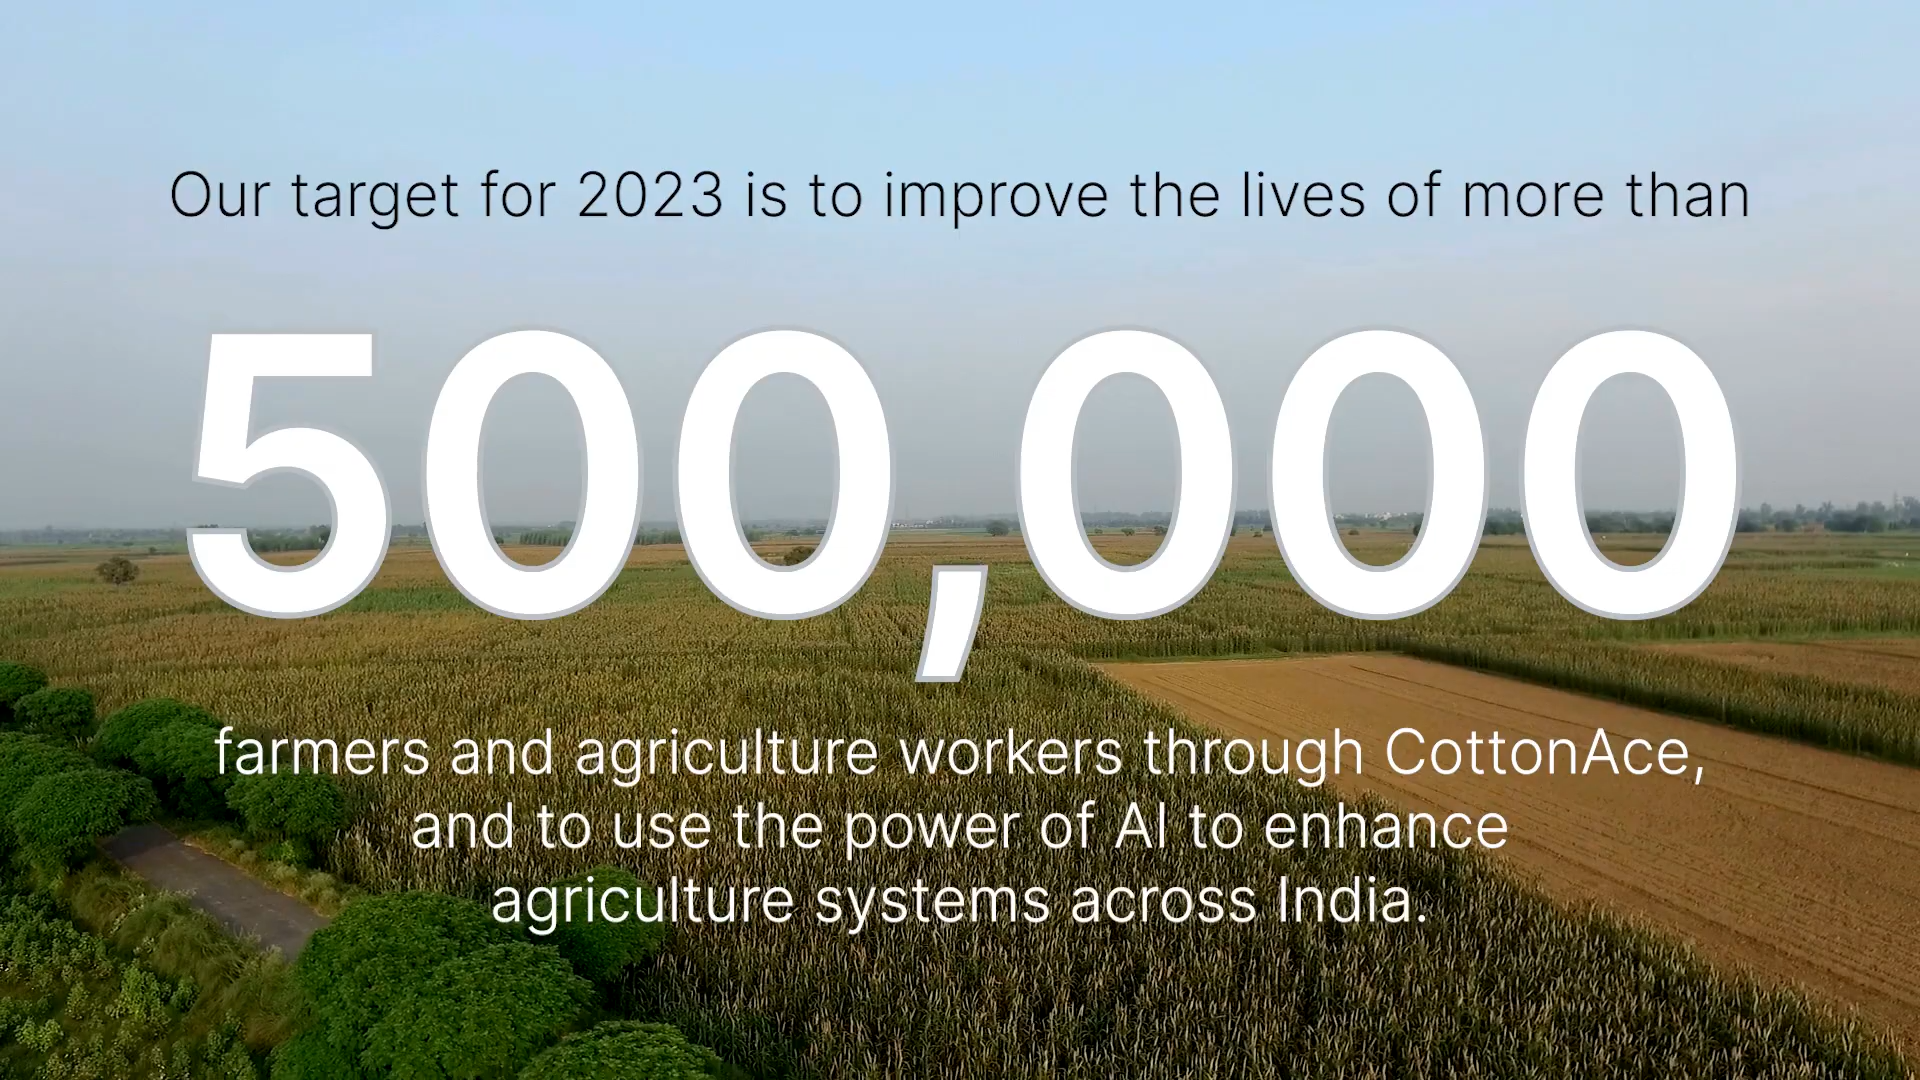 Our target for 2023 is to improve the lives of more than
500,000
farmers and agriculture workers through CottonAce,
and to use the power of AI to enhance
agriculture systems across India.